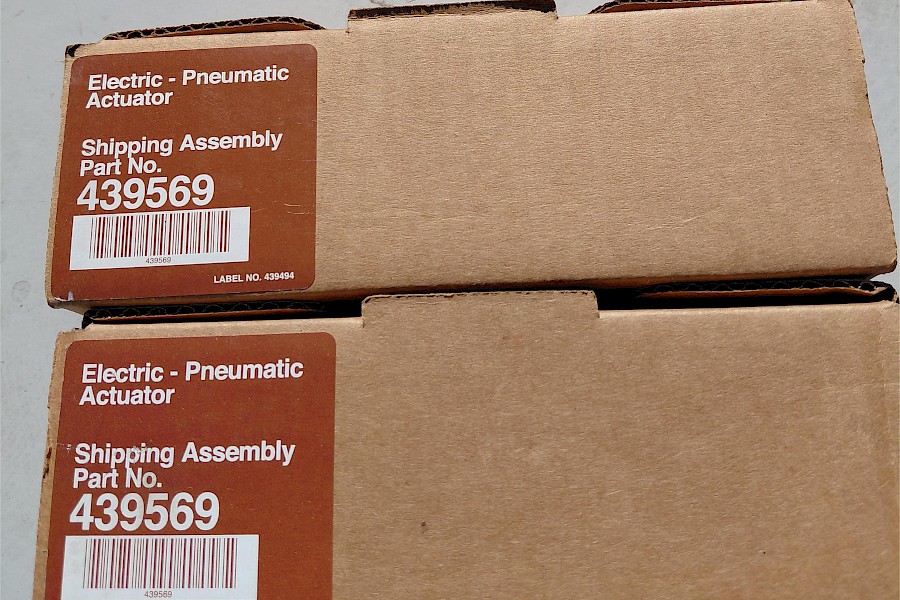 Electric - Pneumatic
Actuator
Shipping Assembly
Part No.
439569
439569
LABEL NO. 439494
Electric - Pneumatic
Actuator
Shipping Assembly
Part No.
439569
439569